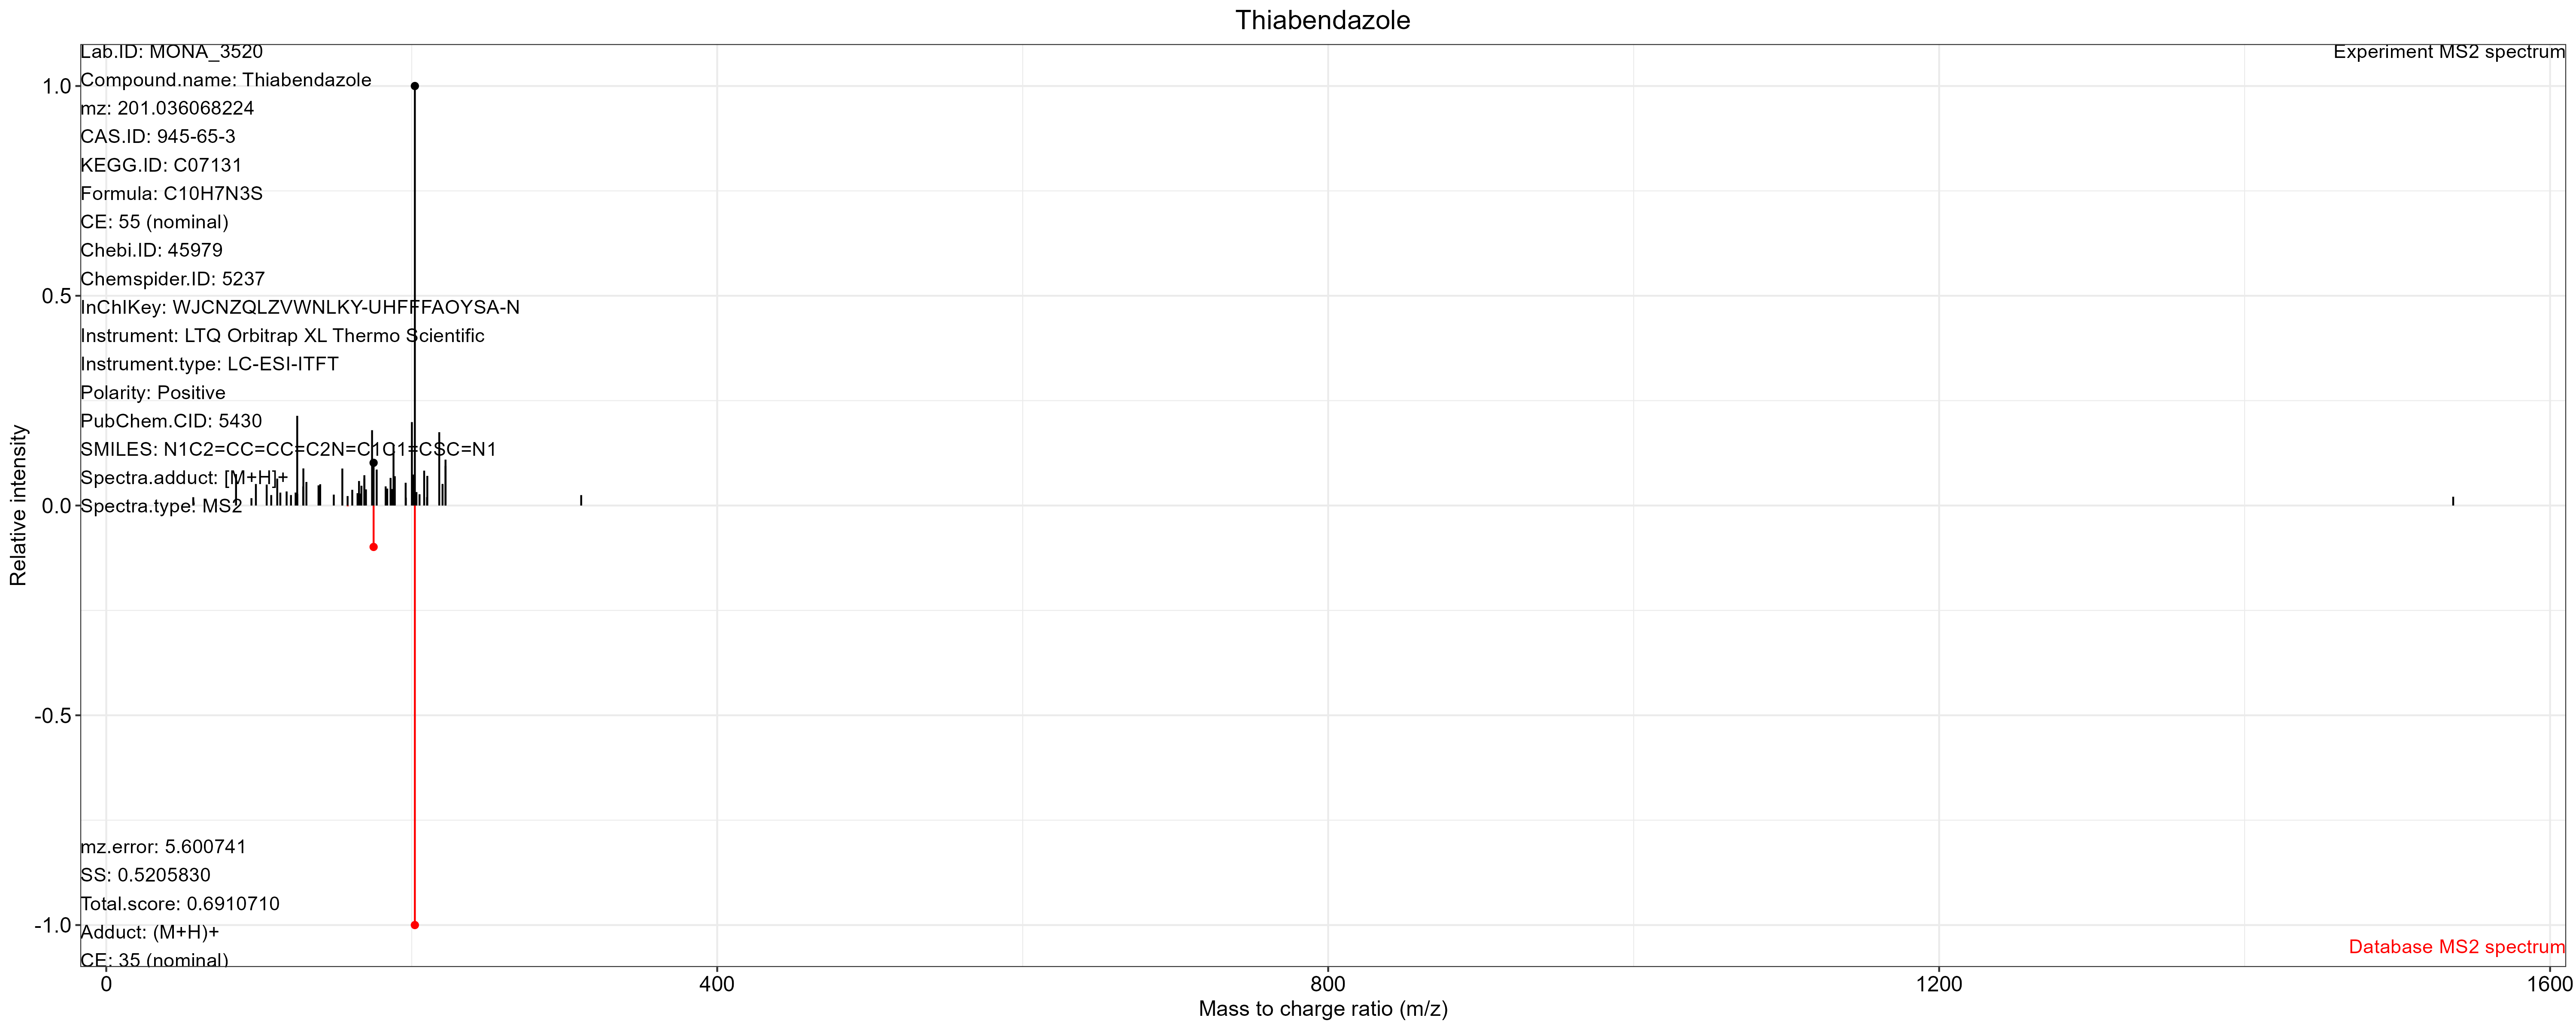 Thiabendazole
Lab.ID: MONA_3520
Experiment MS2 spectrum
Compound.name: Thiabendazole
mz: 201.036068224
CAS.ID: 945-65-3
KEGG.ID: C07131
Formula: C10H7N3S
CE: 55 (nominal)
Chebi.ID: 45979
Chemspider.ID: 5237
InChIKey: WJCNZQLZVWNLKY-UHFFFAOYSA-N
Instrument: LTQ Orbitrap XL Thermo Scientific
Instrument.type: LC-ESI-ITFT
Polarity: Positive
PubChem.CID: 5430
SMILES: N1C2=CC=CC=C2N=C1C1=CSC=N1
Spectra.adduct: [M+H]+
Spectra.type: MS2
mz.error: 5.600741
SS: 0.5205830
Total.score: 0.6910710
Adduct: (M+H)+
CE: 35 (nominal)
Database MS2 spectrum
1.0
0.5
0.0
-0.5
-1.0
Relative intensity
0 400 800 1200 1600
Mass to charge ratio (m/z)